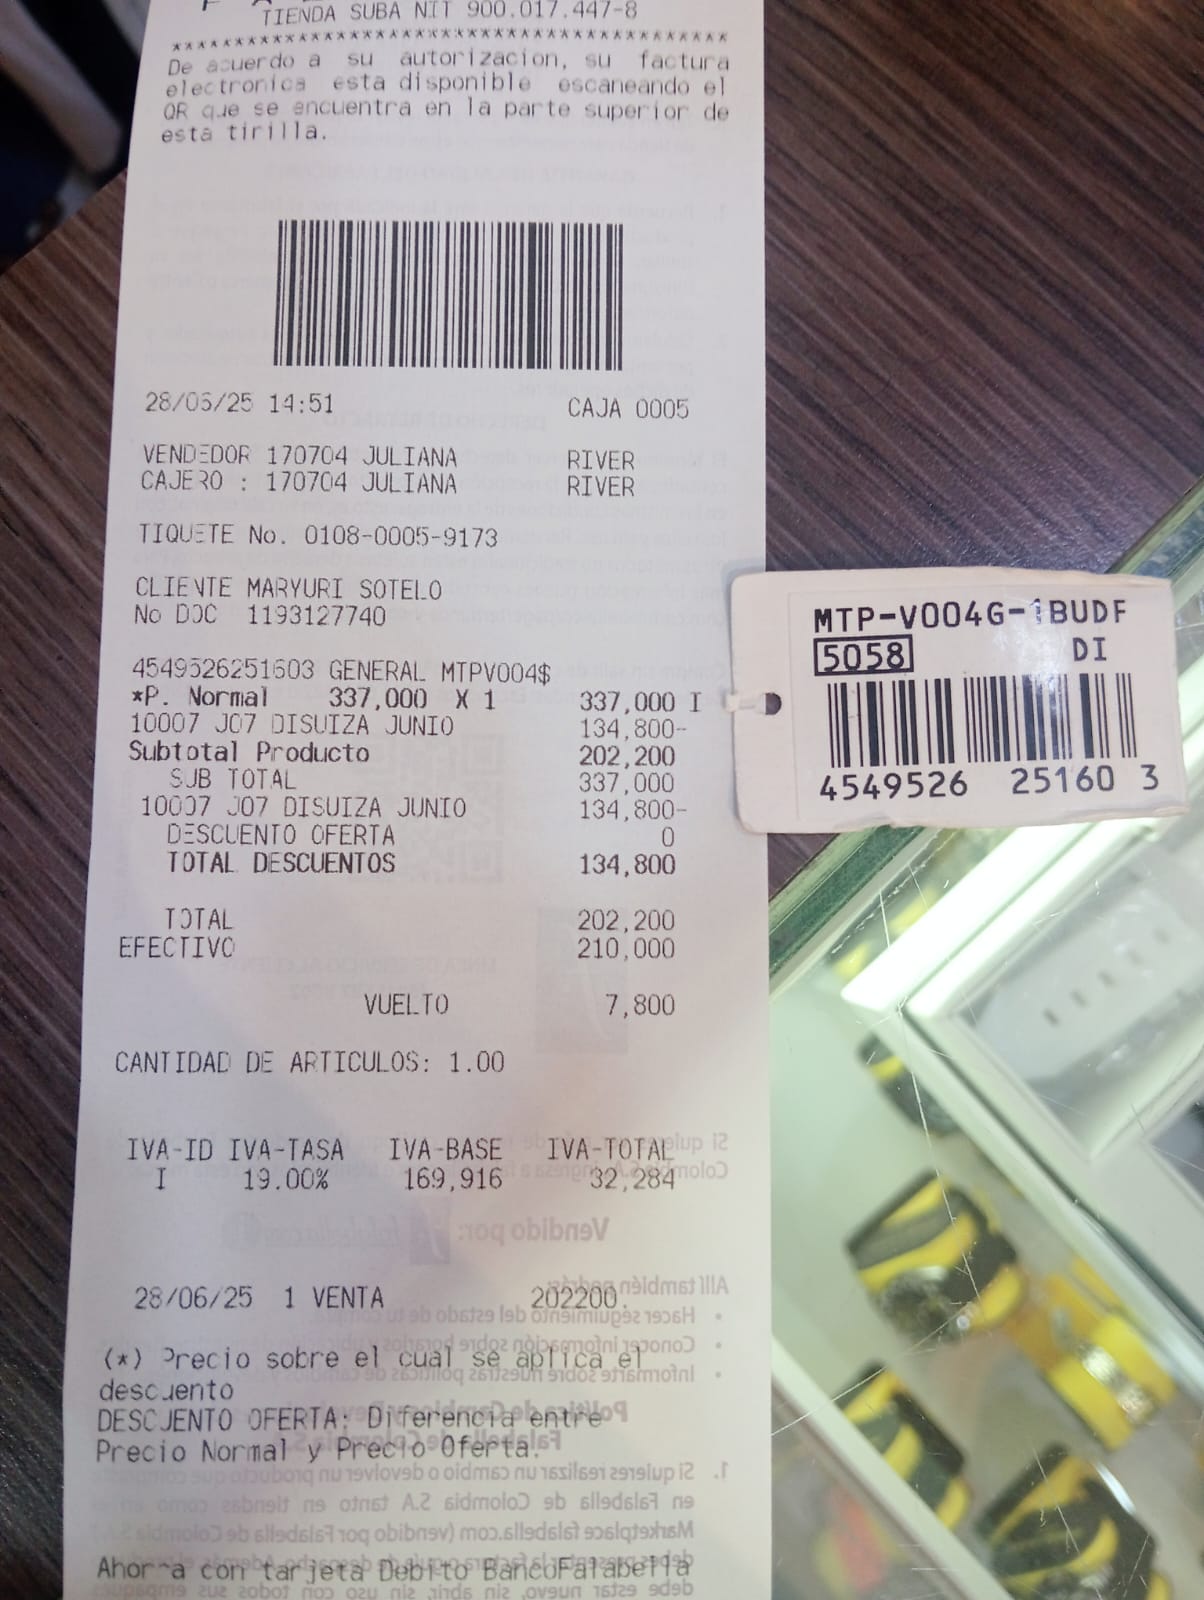 TIENDA SUBA NIT 900.017.447-8
****************************************
De acuerdo a su autorizacion, su factura
electronica esta disponible escaneando el
QR que se encuentra en la parte superior de
esta tirilla.
28/06/25 14:51 CAJA 0005
VENDEDOR 170704 JULIANA RIVER
CAJERO : 170704 JULIANA RIVER
TIQUETE No. 0108-0005-9173
CLIENTE MARYURI SOTELO
No DOC 1193127740
4549526251603 GENERAL MTPV004$
*P. Normal 337,000 X 1 337,000 I
10007 J07 DISUIZA JUNIO 134,800-
Subtotal Producto 202,200
SUB TOTAL 337,000
10007 J07 DISUIZA JUNIO 134,800-
DESCUENTO OFERTA 0
TOTAL DESCUENTOS 134,800
TOTAL 202,200
EFECTIVO 210,000
VUELTO 7,800
CANTIDAD DE ARTICULOS: 1.00
IVA-ID IVA-TASA IVA-BASE IVA-TOTAL
I 19.00% 169,916 32,284
28/06/25 1 VENTA 202200.
(*) Precio sobre el cual se aplica el
descuento
DESCUENTO OFERTA: Diferencia entre
Precio Normal y Precio Oferta.
Ahorra con tarjeta Debito BancoFalabella
MTP-V004G-1BUDF
5058 DI
4549526 25160 3